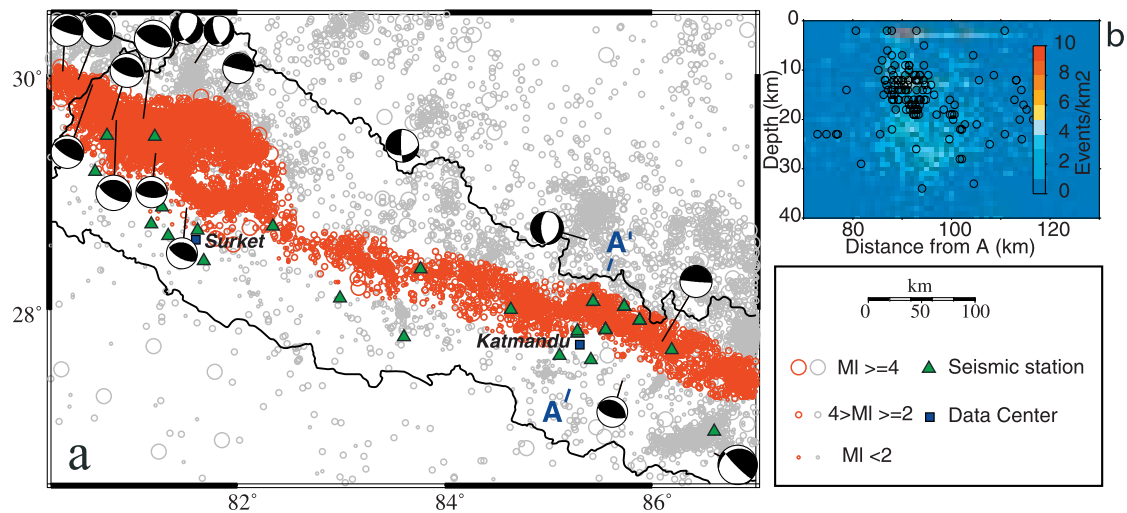 30°
28°
82°
84°
86°
a
Surket
Katmandu
A'
A'
b
0
10
20
30
40
Depth (km)
80
100
120
Distance from A (km)
10
8
6
4
2
0
Events/km2
km
0 50 100
Ml >=4
Seismic station
4>Ml >=2
Data Center
Ml <2